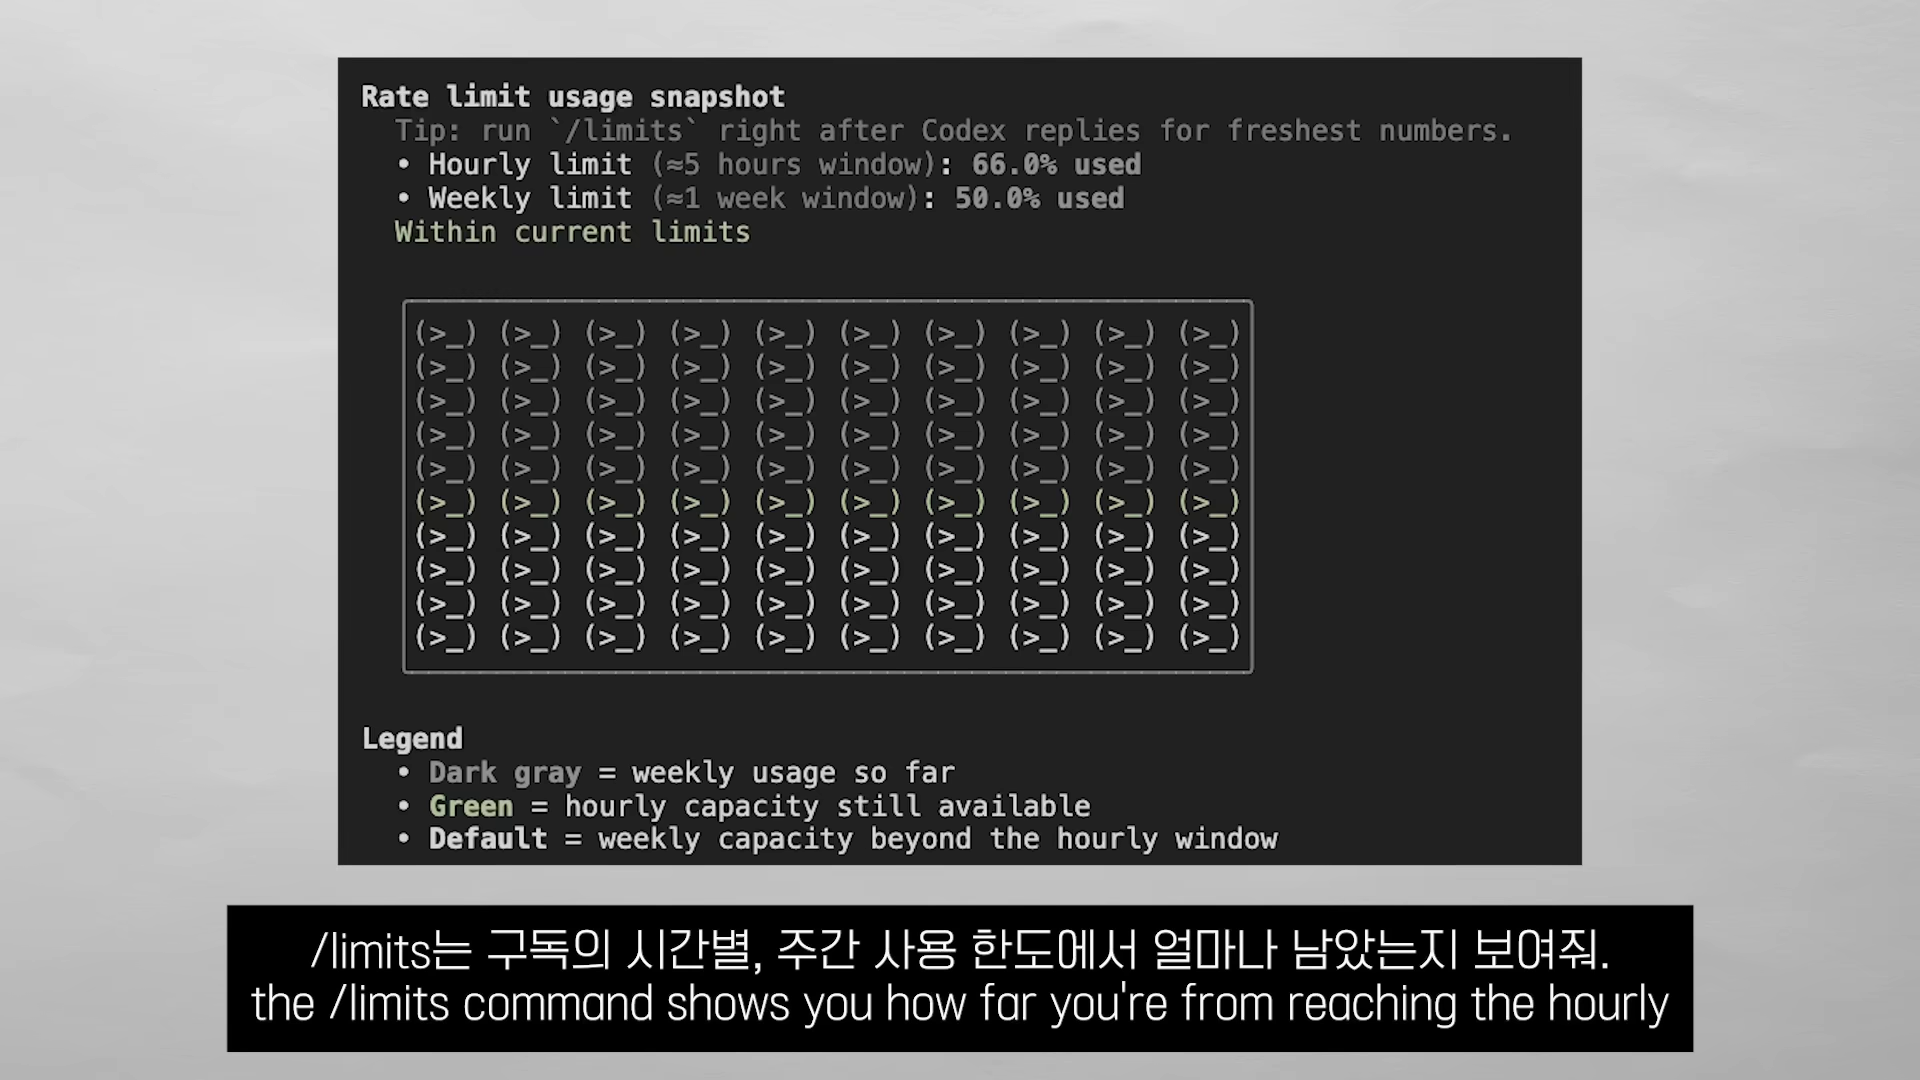 Rate limit usage snapshot
Tip: run `/limits` right after Codex replies for freshest numbers.
• Hourly limit (≈5 hours window): 66.0% used
• Weekly limit (≈1 week window): 50.0% used
Within current limits
(>_) (>_) (>_) (>_) (>_) (>_) (>_) (>_) (>_) (>_)
(>_) (>_) (>_) (>_) (>_) (>_) (>_) (>_) (>_) (>_)
(>_) (>_) (>_) (>_) (>_) (>_) (>_) (>_) (>_) (>_)
(>_) (>_) (>_) (>_) (>_) (>_) (>_) (>_) (>_) (>_)
(>_) (>_) (>_) (>_) (>_) (>_) (>_) (>_) (>_) (>_)
(>_) (>_) (>_) (>_) (>_) (>_) (>_) (>_) (>_) (>_)
(>_) (>_) (>_) (>_) (>_) (>_) (>_) (>_) (>_) (>_)
(>_) (>_) (>_) (>_) (>_) (>_) (>_) (>_) (>_) (>_)
(>_) (>_) (>_) (>_) (>_) (>_) (>_) (>_) (>_) (>_)
(>_) (>_) (>_) (>_) (>_) (>_) (>_) (>_) (>_) (>_)
Legend
• Dark gray = weekly usage so far
• Green = hourly capacity still available
• Default = weekly capacity beyond the hourly window
/limits는 구독의 시간별, 주간 사용 한도에서 얼마나 남았는지 보여줘.
the /limits command shows you how far you're from reaching the hourly